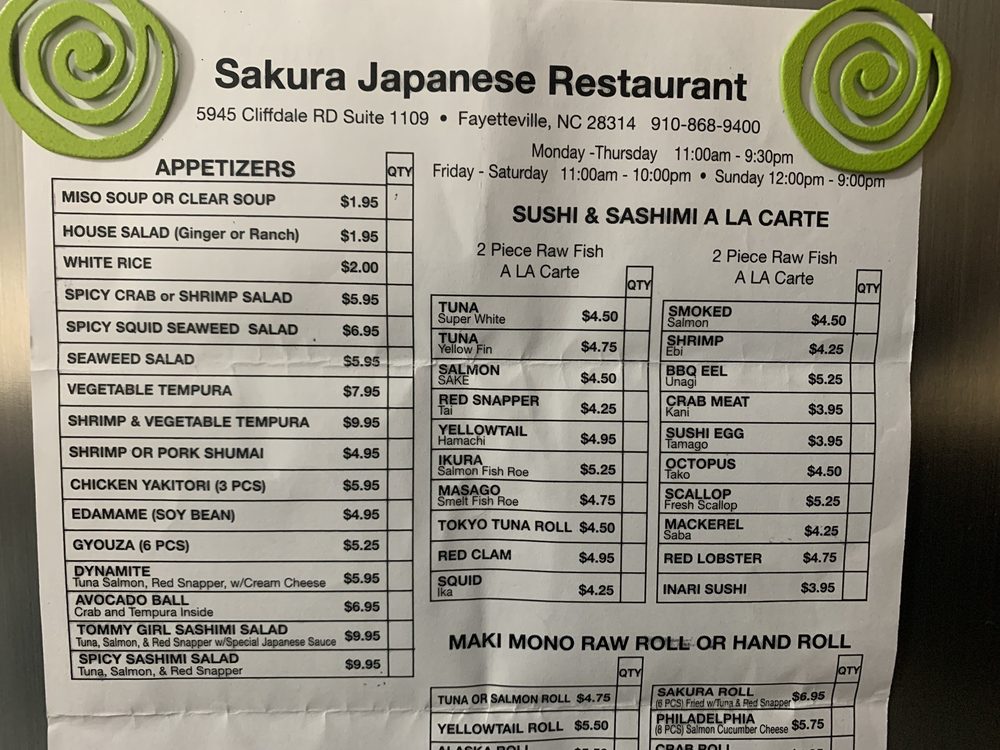 Sakura Japanese Restaurant
5945 Cliffdale RD Suite 1109 • Fayetteville, NC 28314 910-868-9400
Monday -Thursday 11:00am - 9:30pm
Friday - Saturday 11:00am - 10:00pm • Sunday 12:00pm - 9:00pm
APPETIZERS QTY
MISO SOUP OR CLEAR SOUP $1.95
HOUSE SALAD (Ginger or Ranch) $1.95
WHITE RICE $2.00
SPICY CRAB or SHRIMP SALAD $5.95
SPICY SQUID SEAWEED SALAD $6.95
SEAWEED SALAD $5.95
VEGETABLE TEMPURA $7.95
SHRIMP & VEGETABLE TEMPURA $9.95
SHRIMP OR PORK SHUMAI $4.95
CHICKEN YAKITORI (3 PCS) $5.95
EDAMAME (SOY BEAN) $4.95
GYOUZA (6 PCS) $5.25
DYNAMITE
Tuna Salmon, Red Snapper, w/Cream Cheese $5.95
AVOCADO BALL
Crab and Tempura Inside $6.95
TOMMY GIRL SASHIMI SALAD
Tuna, Salmon, & Red Snapper w/Special Japanese Sauce $9.95
SPICY SASHIMI SALAD
Tuna, Salmon, & Red Snapper $9.95
SUSHI & SASHIMI A LA CARTE
2 Piece Raw Fish
A LA Carte QTY
TUNA
Super White $4.50
TUNA
Yellow Fin $4.75
SALMON
SAKE $4.50
RED SNAPPER
Tai $4.25
YELLOWTAIL
Hamachi $4.95
IKURA
Salmon Fish Roe $5.25
MASAGO
Smelt Fish Roe $4.75
TOKYO TUNA ROLL $4.50
RED CLAM $4.95
SQUID
Ika $4.25
2 Piece Raw Fish
A LA Carte QTY
SMOKED
Salmon $4.50
SHRIMP
Ebi $4.25
BBQ EEL
Unagi $5.25
CRAB MEAT
Kani $3.95
SUSHI EGG
Tamago $3.95
OCTOPUS
Tako $4.50
SCALLOP
Fresh Scallop $5.25
MACKEREL
Saba $4.25
RED LOBSTER $4.75
INARI SUSHI $3.95
MAKI MONO RAW ROLL OR HAND ROLL
QTY
TUNA OR SALMON ROLL $4.75
YELLOWTAIL ROLL $5.50
ALASKA ROLL
QTY
SAKURA ROLL
(6 PCS) Fried w/Tuna & Red Snapper $6.95
PHILADELPHIA
(8 PCS) Salmon Cucumber Cheese $5.75
CRAB ROLL